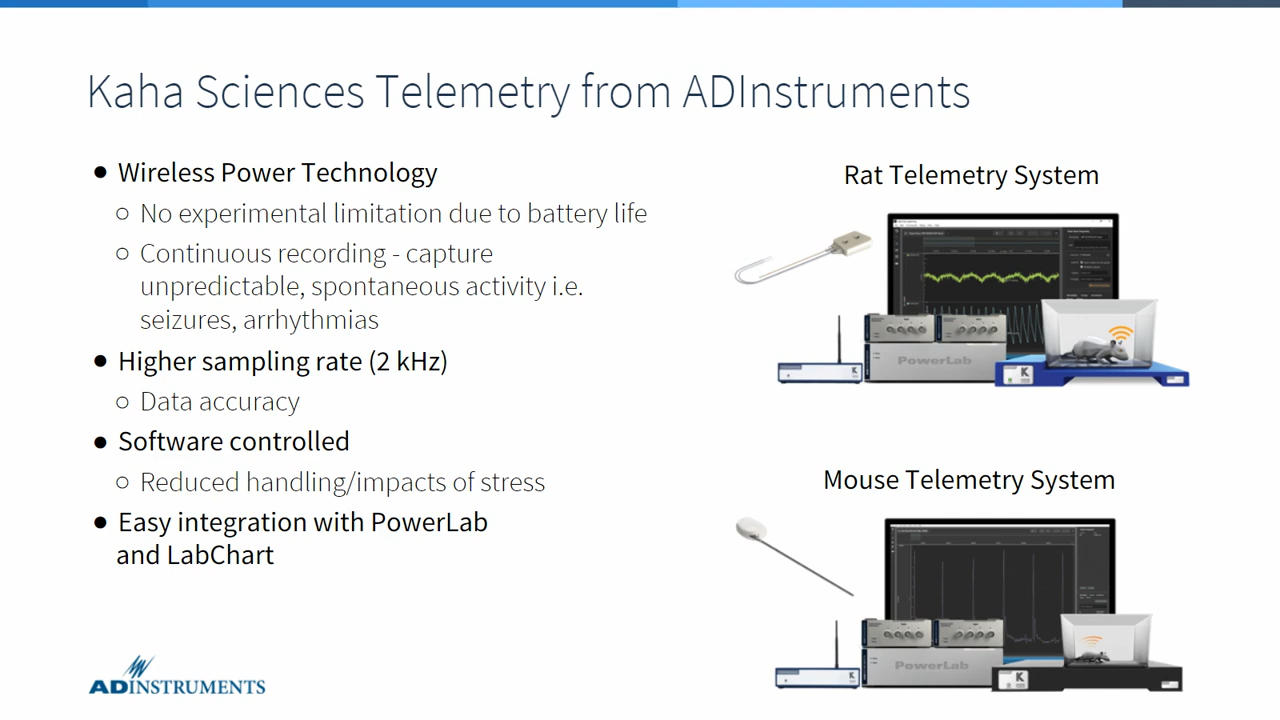 Kaha Sciences Telemetry from ADInstruments
● Wireless Power Technology
○ No experimental limitation due to battery life
○ Continuous recording - capture
unpredictable, spontaneous activity i.e.
seizures, arrhythmias
● Higher sampling rate (2 kHz)
○ Data accuracy
● Software controlled
○ Reduced handling/impacts of stress
● Easy integration with PowerLab
and LabChart
Rat Telemetry System
PowerLab
K
K
Mouse Telemetry System
PowerLab
K
K
ADINSTRUMENTS